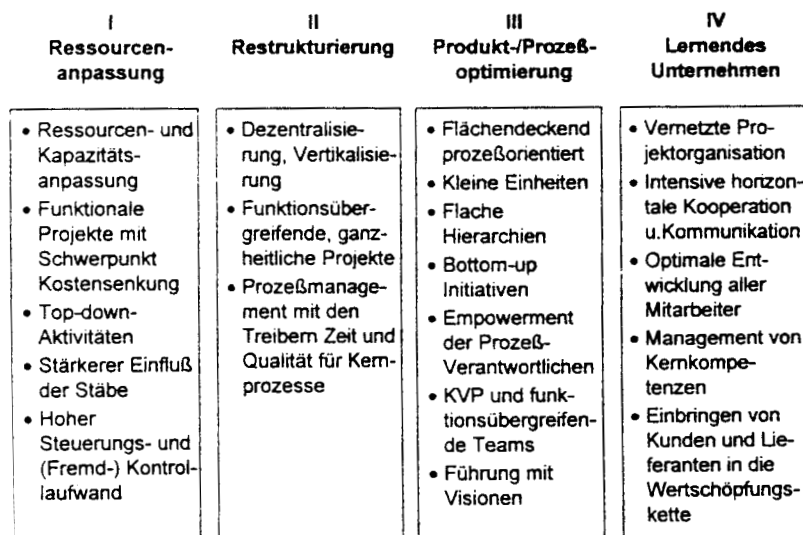 I
Ressourcen-
anpassung
• Ressourcen- und
Kapazitäts-
anpassung
• Funktionale
Projekte mit
Schwerpunkt
Kostensenkung
• Top-down-
Aktivitäten
• Stärkerer Einfluß
der Stäbe
• Hoher
Steuerungs- und
(Fremd-) Kontrol-
laufwand
II
Restrukturierung
• Dezentralisie-
rung, Vertikalisie-
rung
• Funktionsüber-
greifende, ganz-
heitliche Projekte
• Prozeßmanage-
ment mit den
Treibern Zeit und
Qualität für Kern-
prozesse
III
Produkt-/Prozeß-
optimierung
• Flächendeckend
prozeßorientiert
• Kleine Einheiten
• Flache
Hierarchien
• Bottom-up
Initiativen
• Empowerment
der Prozeß-
Verantwortlichen
• KVP und funk-
tionsübergreifen-
de Teams
• Führung mit
Visionen
IV
Lernendes
Unternehmen
• Vernetzte Pro-
jektorganisation
• Intensive horizon-
tale Kooperation
u.Kommunikation
• Optimale Ent-
wicklung aller
Mitarbeiter
• Management von
Kernkompe-
tenzen
• Einbringen von
Kunden und Lie-
feranten in die
Wertschöpfungs-
kette